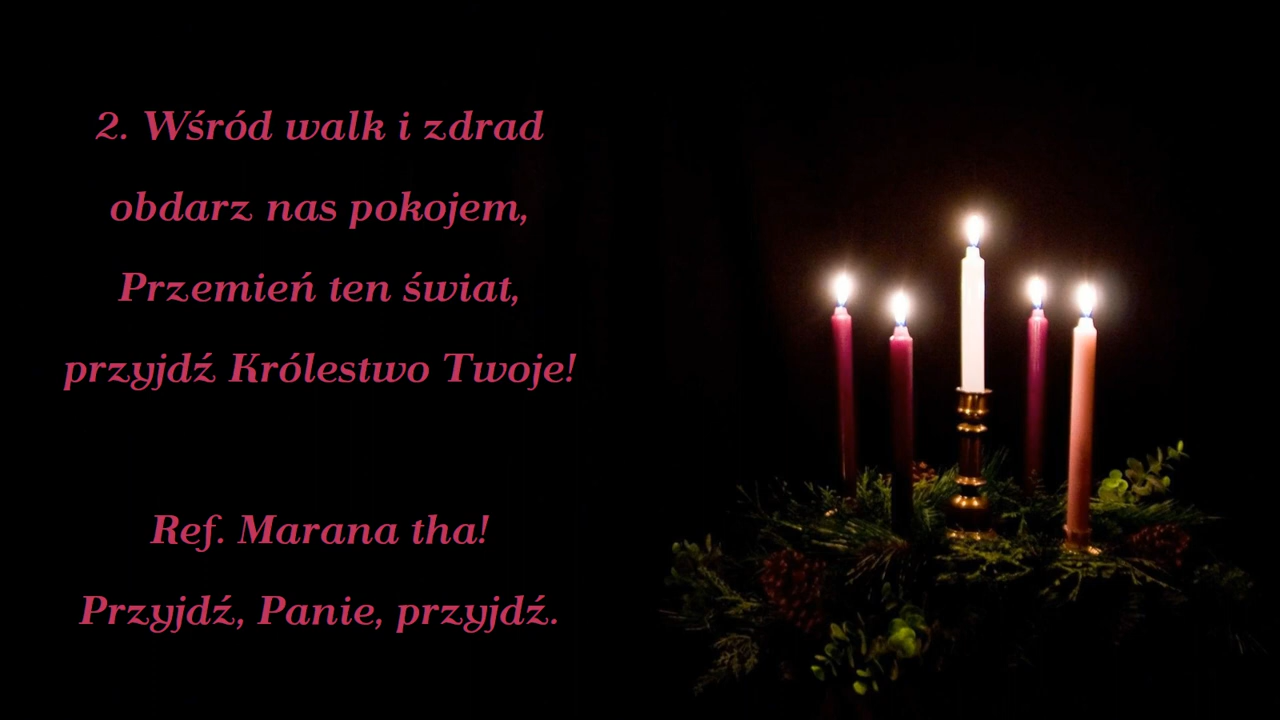 2. Wśród walk i zdrad
obdarz nas pokojem,
Przemień ten świat,
przyjdź Królestwo Twoje!
Ref. Marana tha!
Przyjdź, Panie, przyjdź.